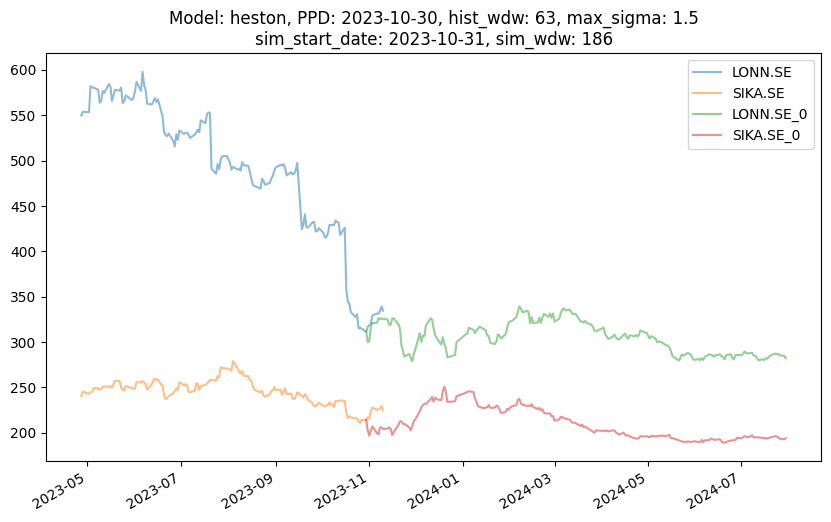 Model: heston, PPD: 2023-10-30, hist_wdw: 63, max_sigma: 1.5
sim_start_date: 2023-10-31, sim_wdw: 186
LONN.SE
SIKA.SE
LONN.SE_0
SIKA.SE_0
600
550
500
450
400
350
300
250
200
2023-05
2023-07
2023-09
2023-11
2024-01
2024-03
2024-05
2024-07